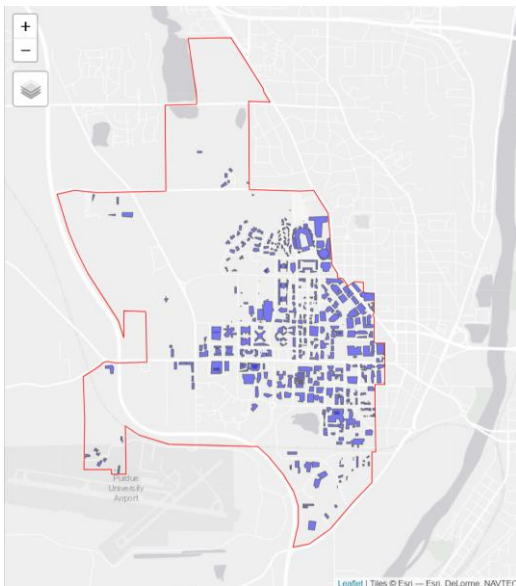 +
−
Purdue
University
Airport
Leaflet | Tiles © Esri — Esri, DeLorme, NAVTEQ